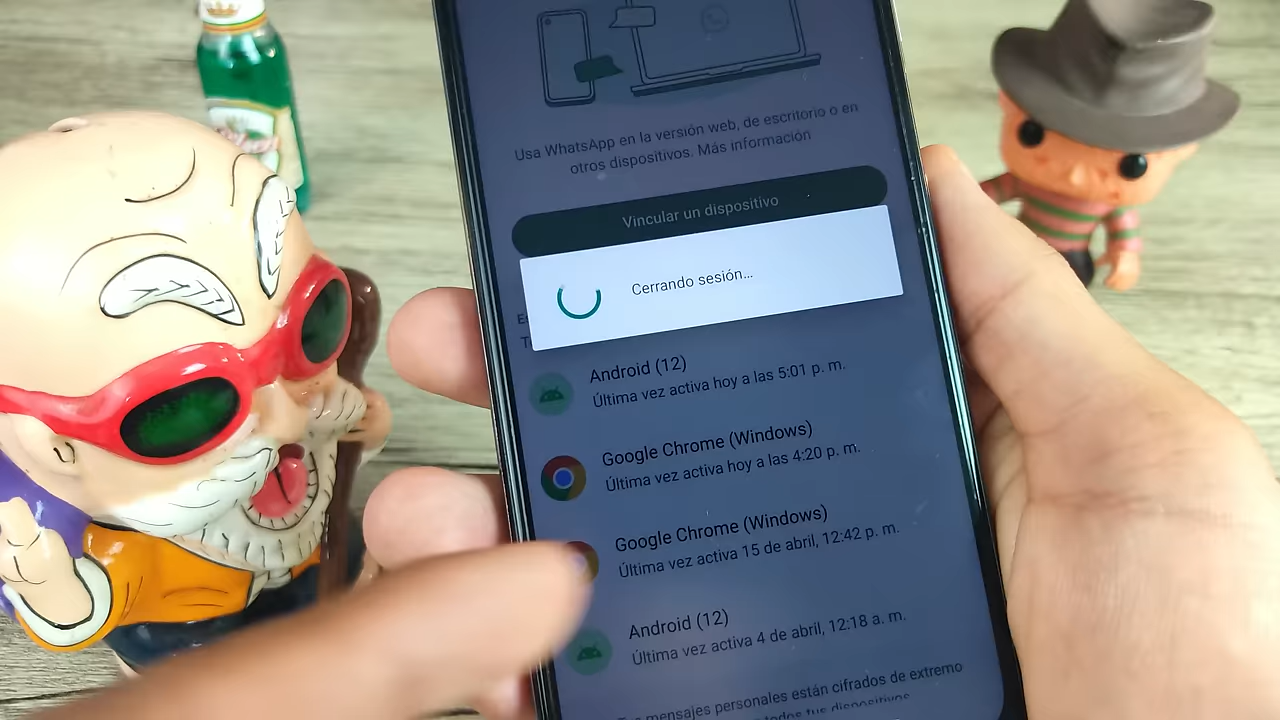 Usa WhatsApp en la versión web, de escritorio o en
otros dispositivos. Más información
Vincular un dispositivo
Cerrando sesión...
Android (12)
Última vez activa hoy a las 5:01 p. m.
Google Chrome (Windows)
Última vez activa hoy a las 4:20 p. m.
Google Chrome (Windows)
Última vez activa 15 de abril, 12:42 p. m.
Android (12)
Última vez activa 4 de abril, 12:18 a. m.
mensajes personales están cifrados de extremo
todos tus dispositivos.